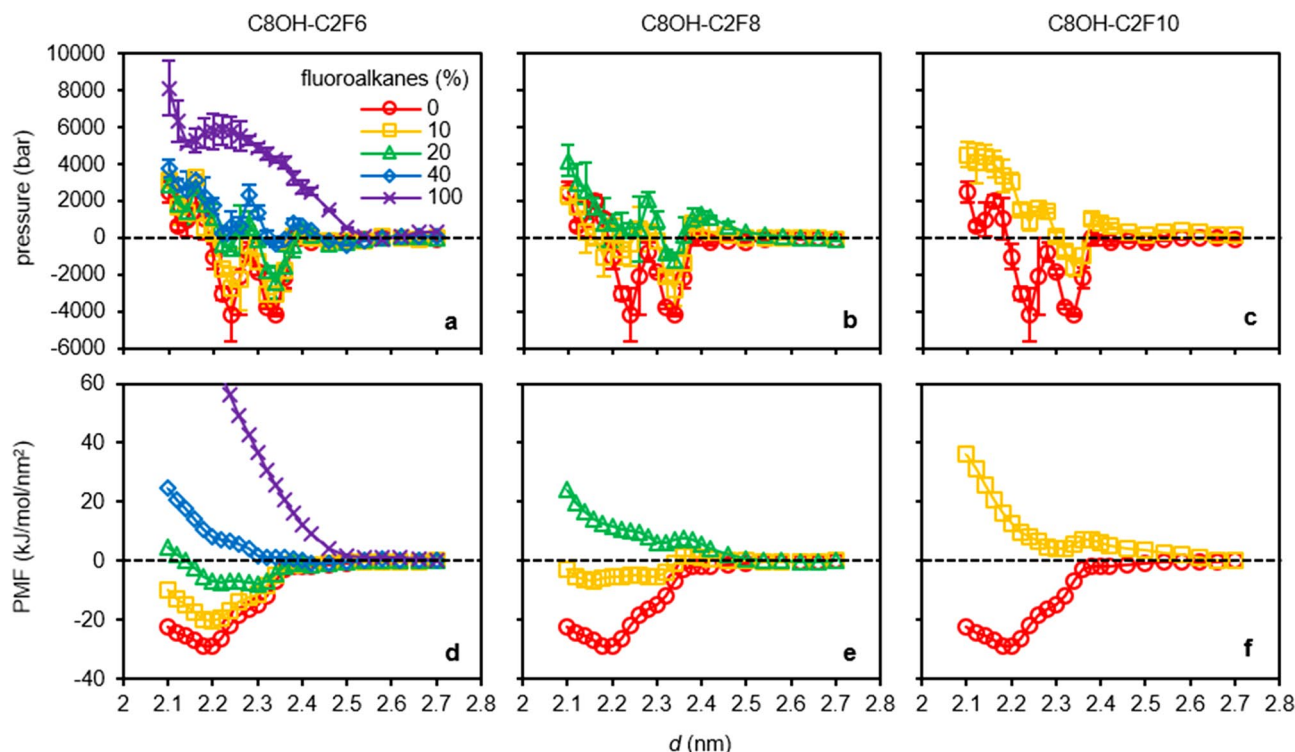 C8OH-C2F6
C8OH-C2F8
C8OH-C2F10
pressure (bar)
10000
8000
6000
4000
2000
0
-2000
-4000
-6000
fluoroalkanes (%)
0
10
20
40
100
a
b
c
2 2.1 2.2 2.3 2.4 2.5 2.6 2.7 2.8
PMF (kJ/mol/nm²)
60
40
20
0
-20
-40
d
e
f
2 2.1 2.2 2.3 2.4 2.5 2.6 2.7 2.8
2 2.1 2.2 2.3 2.4 2.5 2.6 2.7 2.8
d (nm)